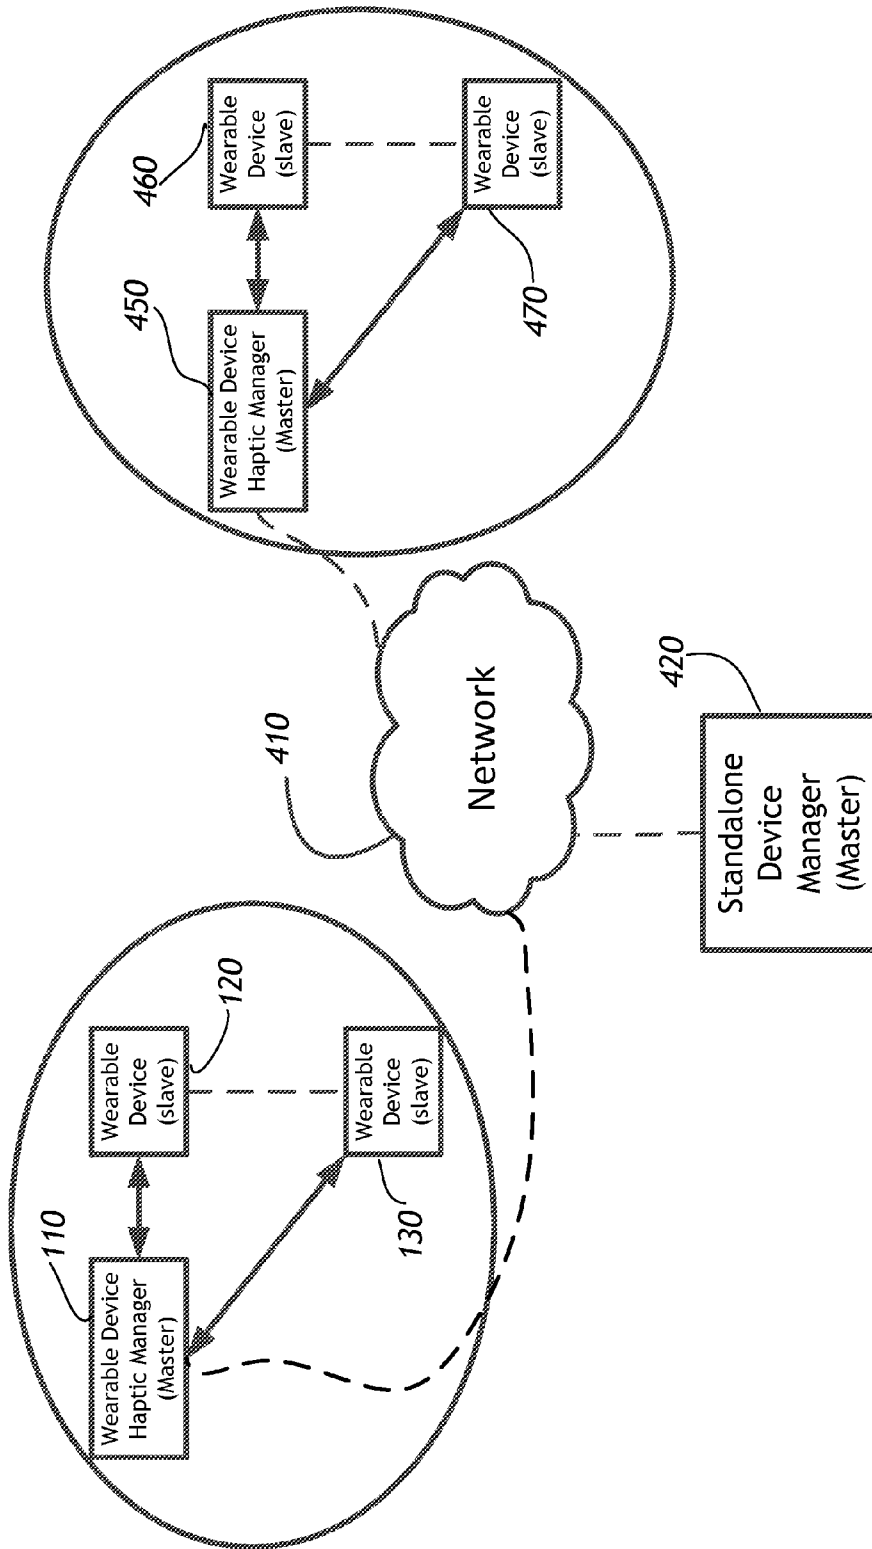 110
Wearable Device
Haptic Manager
(Master)
Wearable
Device
(slave)
120
Wearable
Device
(slave)
130
410
Network
Standalone
Device
Manager
(Master)
420
450
Wearable Device
Haptic Manager
(Master)
460
Wearable
Device
(slave)
Wearable
Device
(slave)
470